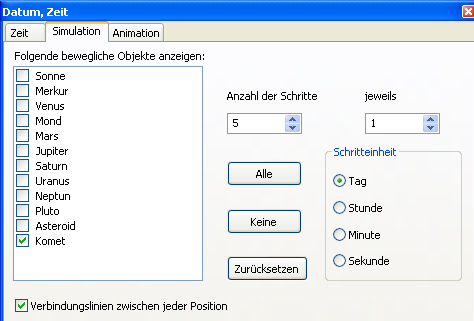 Datum, Zeit
Zeit Simulation Animation
Folgende bewegliche Objekte anzeigen:
Sonne
Merkur
Venus
Mond
Mars
Jupiter
Saturn
Uranus
Neptun
Pluto
Asteroid
Komet
Anzahl der Schritte jeweils
5 1
Alle
Keine
Zurücksetzen
Schritteinheit
Tag
Stunde
Minute
Sekunde
Verbindungslinien zwischen jeder Position